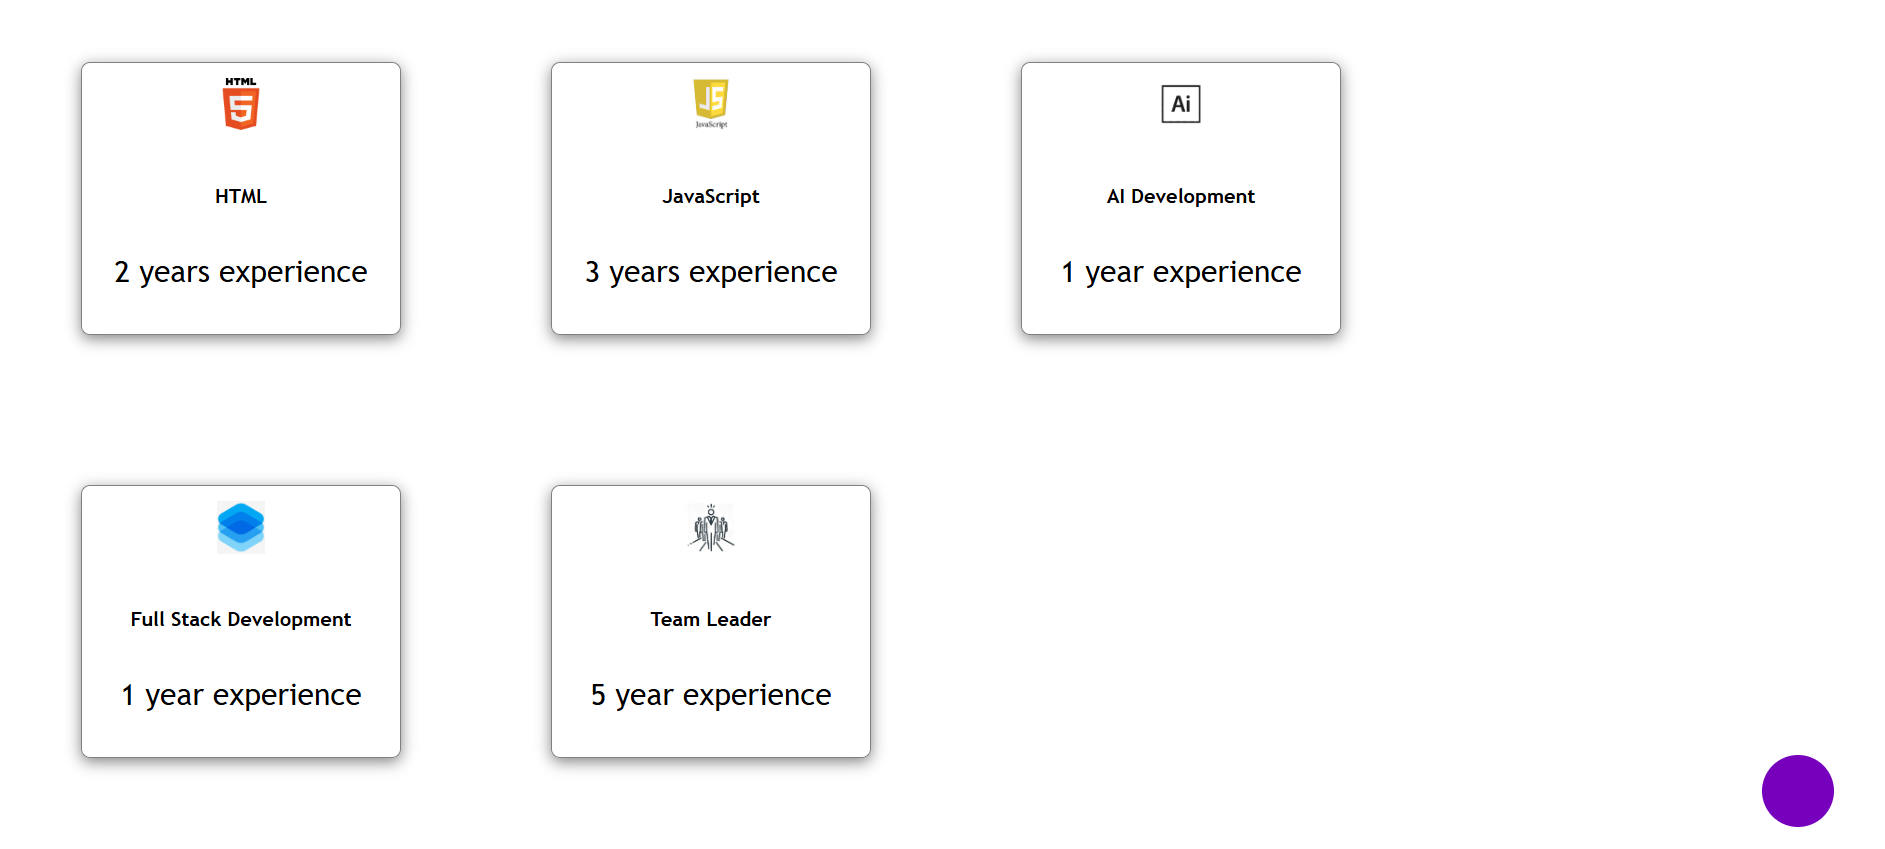 HTML
5
HTML
2 years experience
JS
JavaScript
JavaScript
3 years experience
Ai
AI Development
1 year experience
Full Stack Development
1 year experience
Team Leader
5 year experience